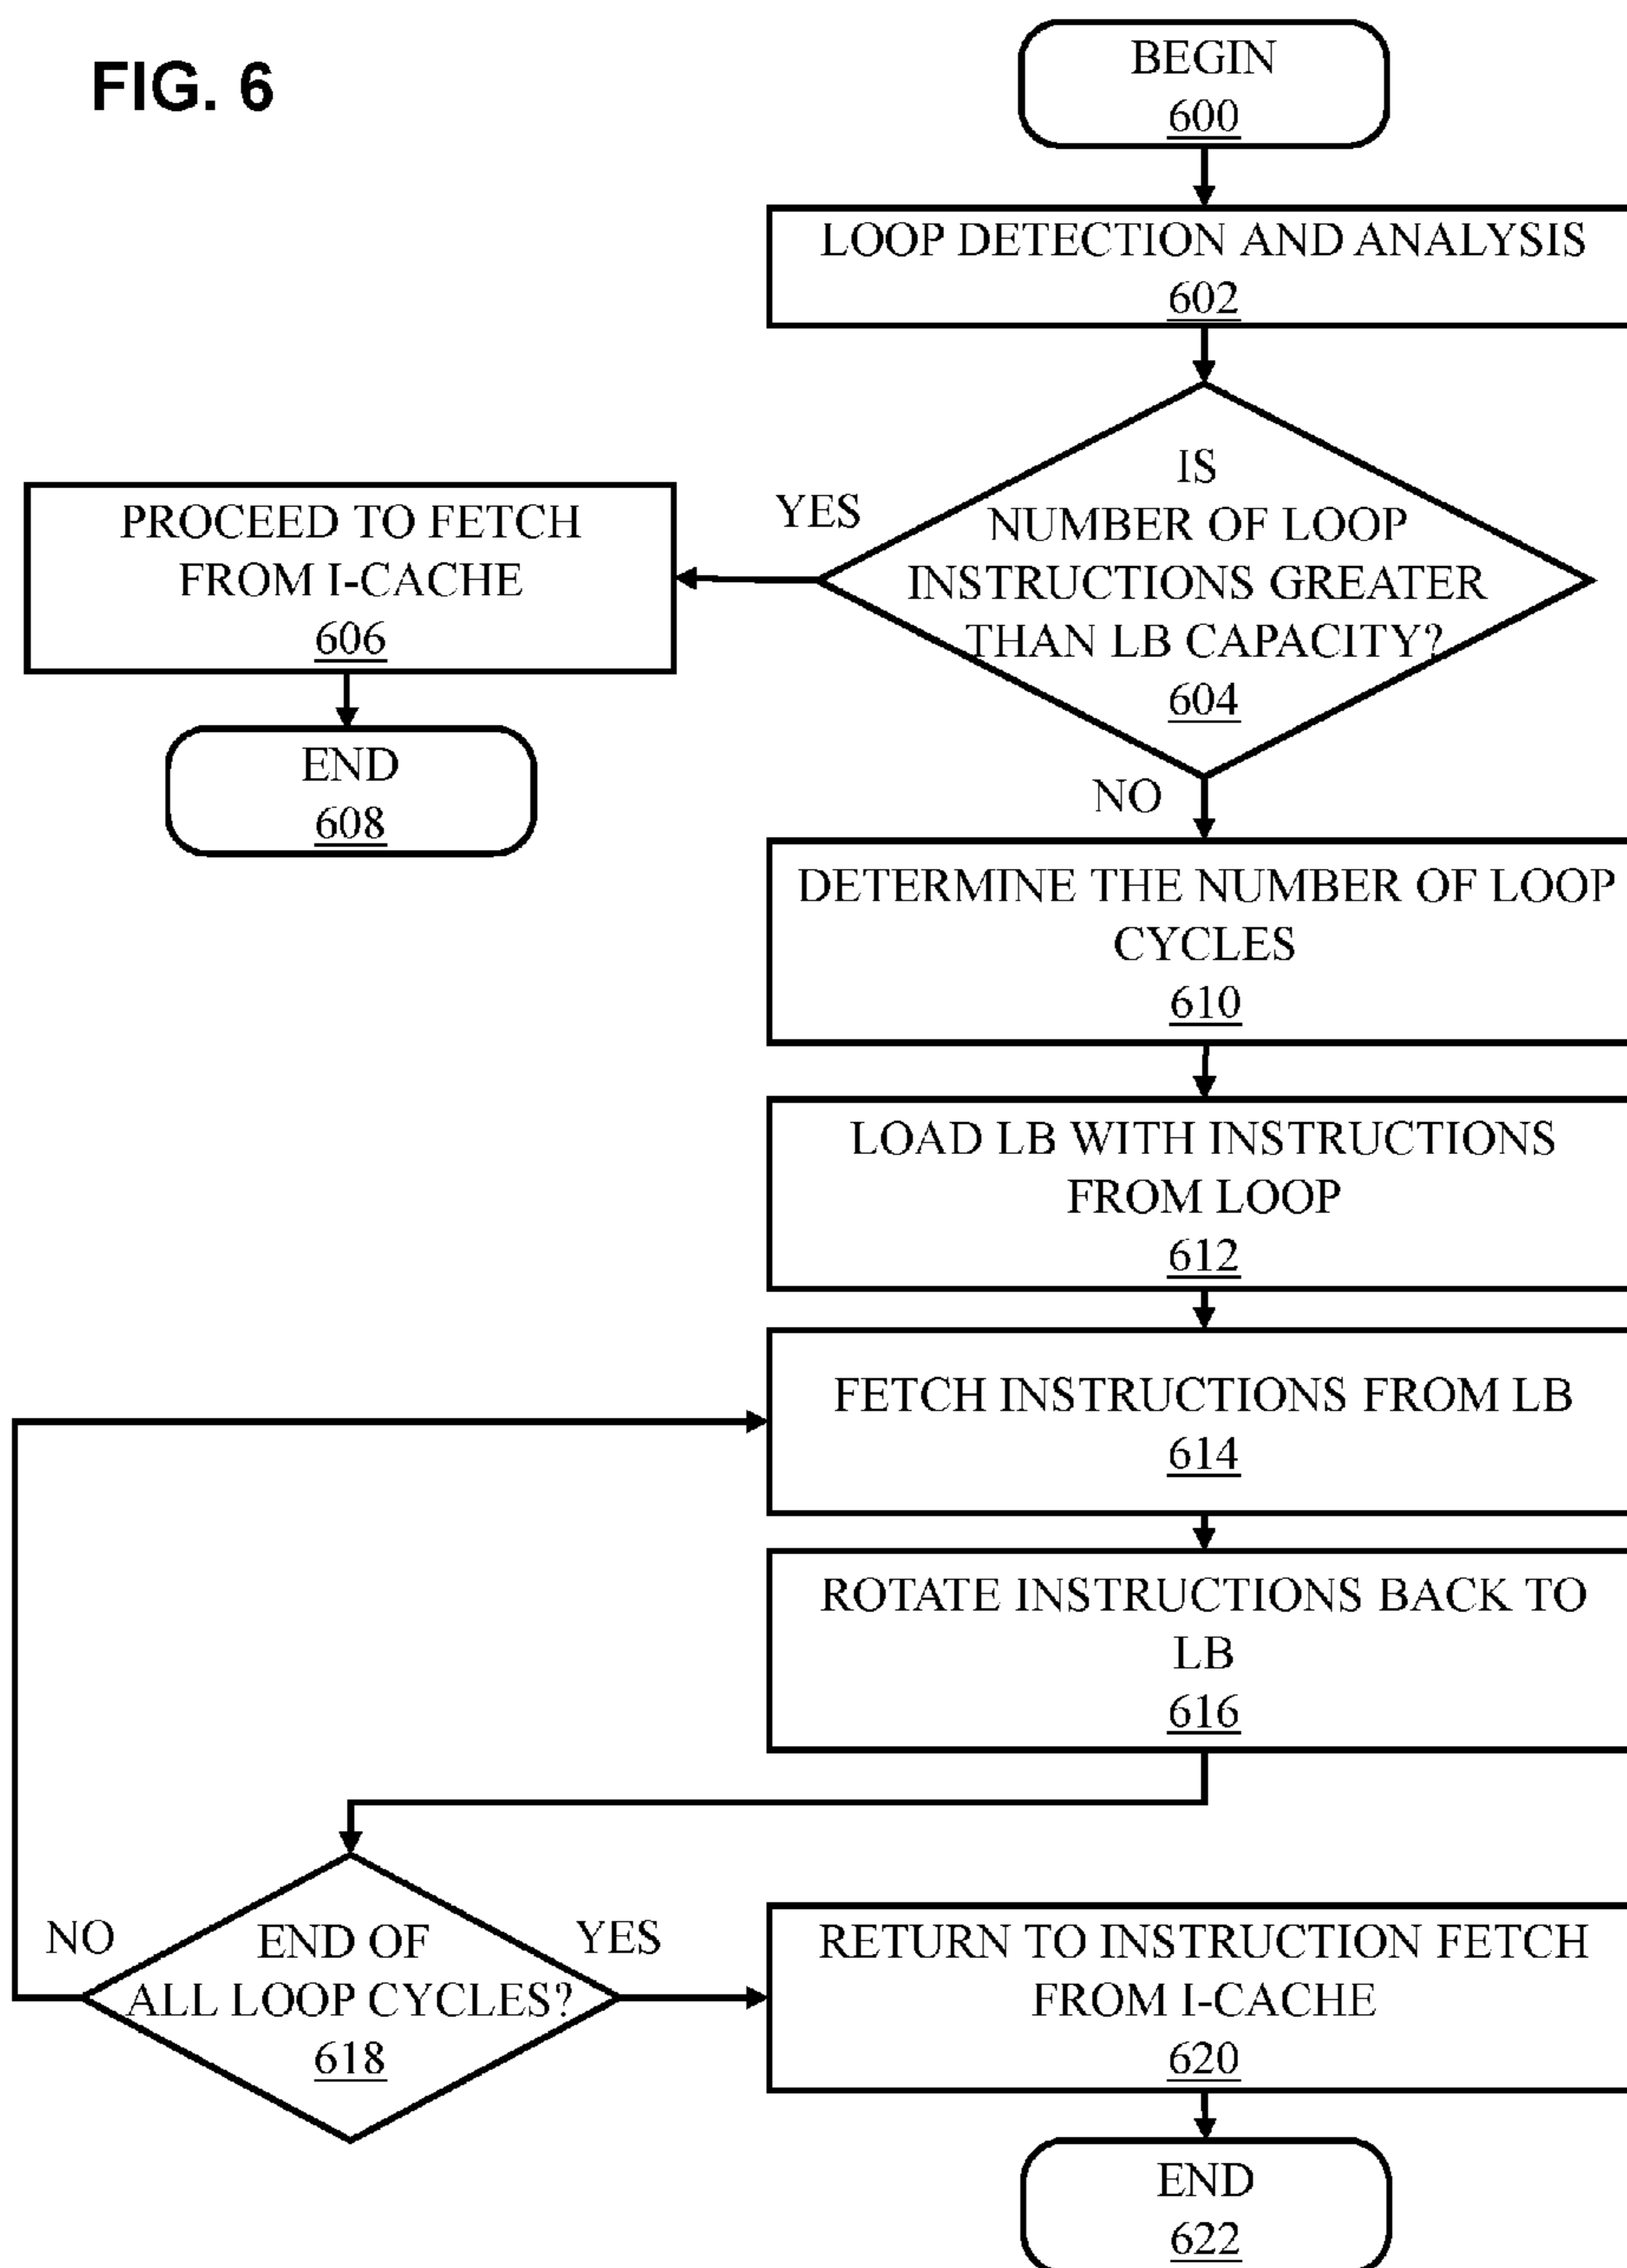 FIG. 6
BEGIN
600
LOOP DETECTION AND ANALYSIS
602
IS
NUMBER OF LOOP
INSTRUCTIONS GREATER
THAN LB CAPACITY?
604
YES
PROCEED TO FETCH
FROM I-CACHE
606
END
608
NO
DETERMINE THE NUMBER OF LOOP
CYCLES
610
LOAD LB WITH INSTRUCTIONS
FROM LOOP
612
FETCH INSTRUCTIONS FROM LB
614
ROTATE INSTRUCTIONS BACK TO
LB
616
END OF
ALL LOOP CYCLES?
618
NO
YES
RETURN TO INSTRUCTION FETCH
FROM I-CACHE
620
END
622